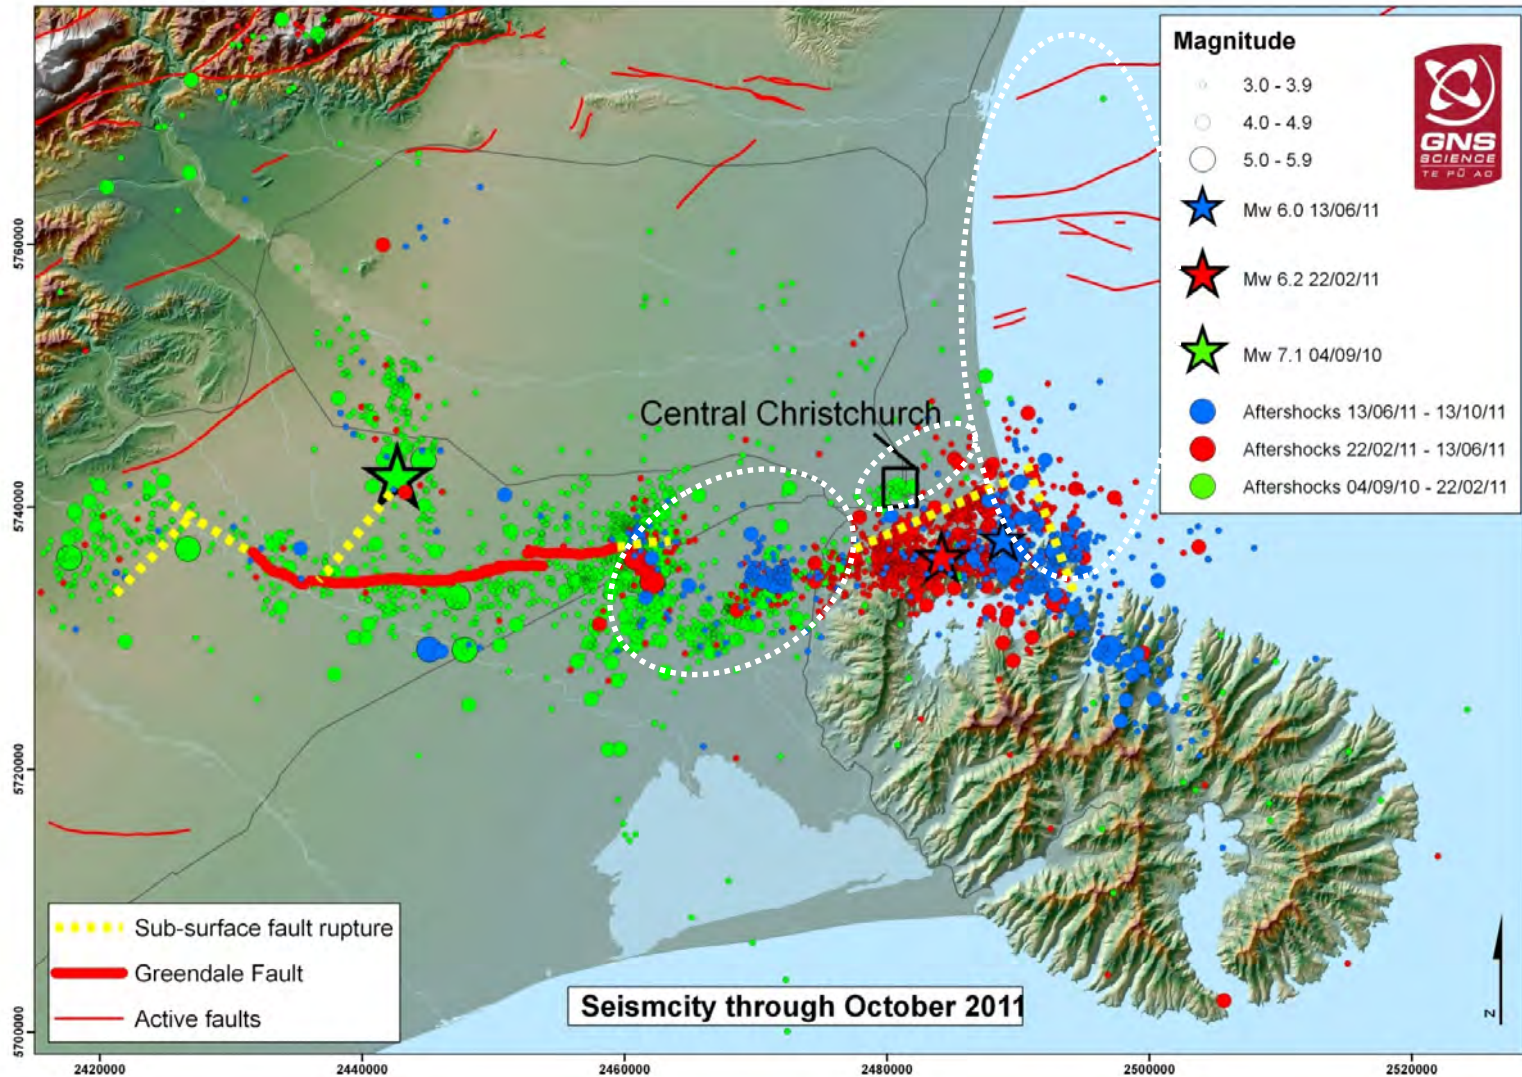 Magnitude
3.0 - 3.9
4.0 - 4.9
5.0 - 5.9
Mw 6.0 13/06/11
Mw 6.2 22/02/11
Mw 7.1 04/09/10
Aftershocks 13/06/11 - 13/10/11
Aftershocks 22/02/11 - 13/06/11
Aftershocks 04/09/10 - 22/02/11
GNS
SCIENCE
TE PŪ AO
Central Christchurch
Sub-surface fault rupture
Greendale Fault
Active faults
Seismcity through October 2011
N
5760000
5740000
5720000
5700000
2420000
2440000
2460000
2480000
2500000
2520000